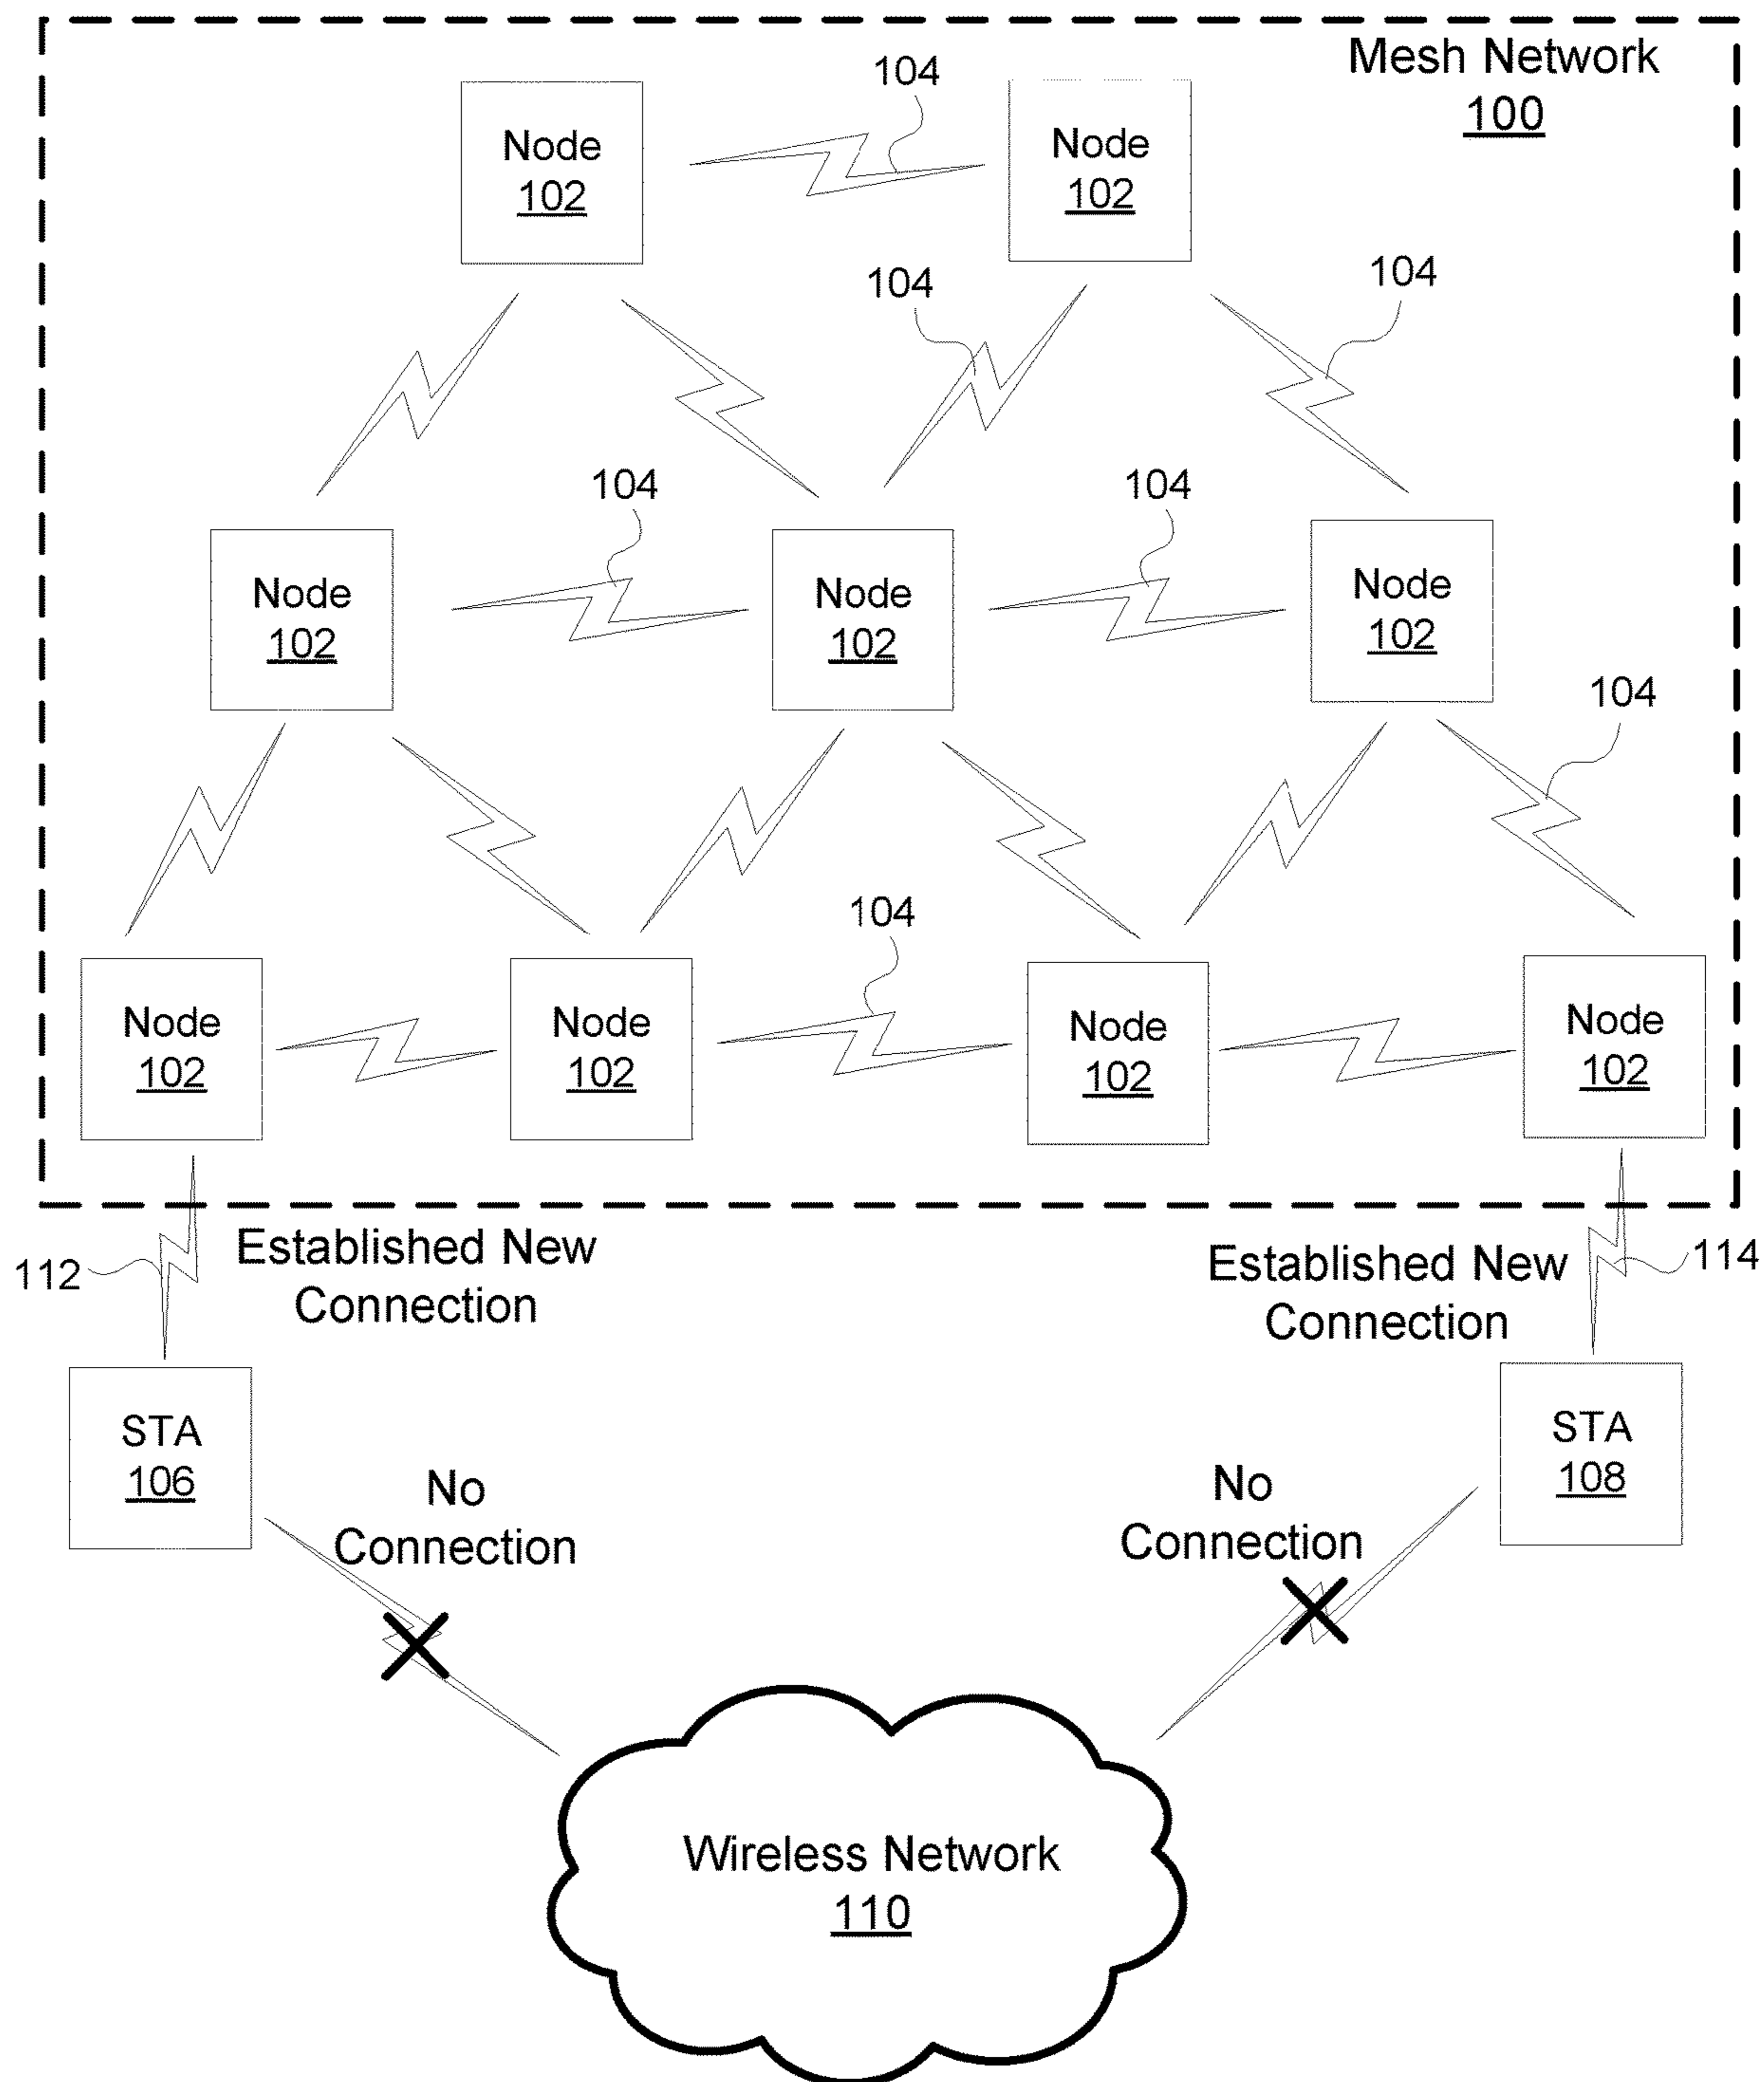 Mesh Network
100
104
Node
102
Node
102
104
104
104
104
Node
102
Node
102
Node
102
104
104
Node
102
Node
102
Node
102
Node
102
112
Established New
Connection
Established New
Connection
114
STA
106
STA
108
No
Connection
No
Connection
Wireless Network
110